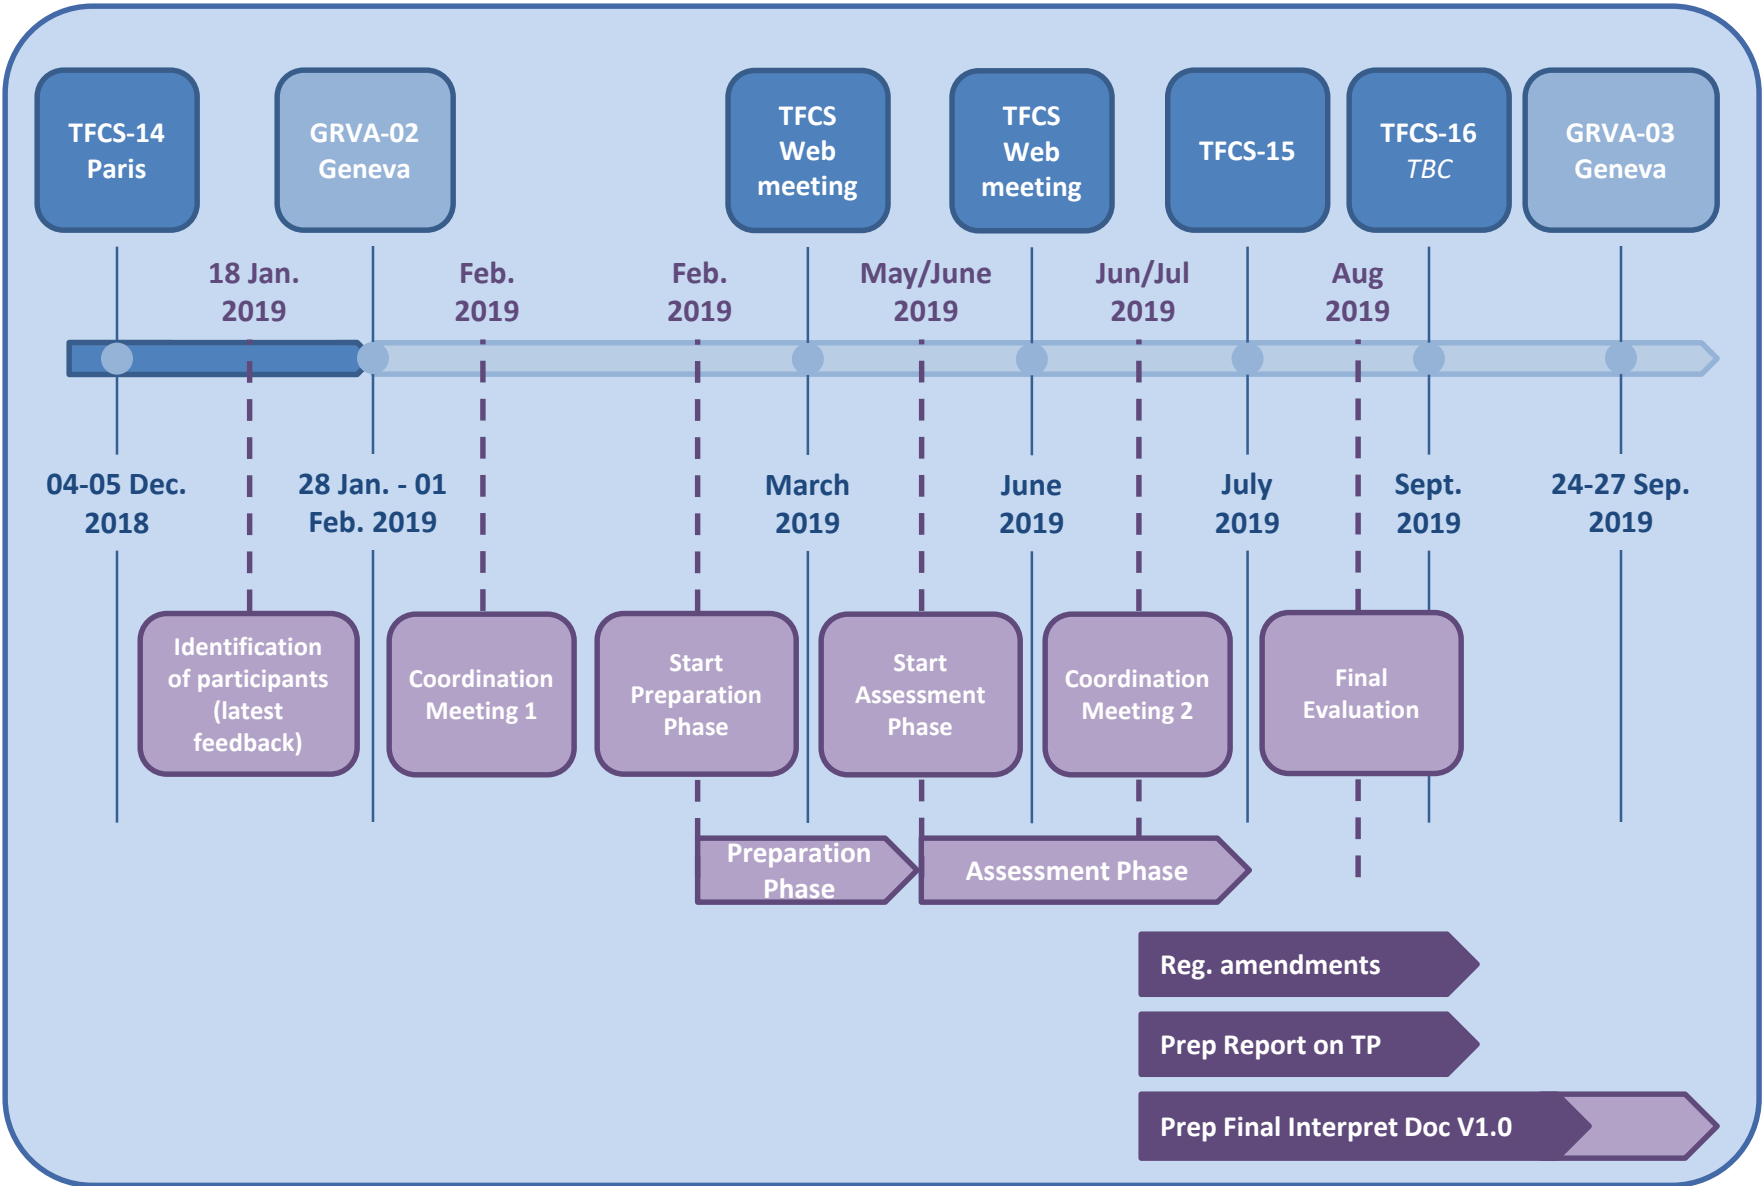 TFCS-14
Paris
GRVA-02
Geneva
TFCS
Web
meeting
TFCS
Web
meeting
TFCS-15
TFCS-16
TBC
GRVA-03
Geneva
18 Jan.
2019
Feb.
2019
Feb.
2019
May/June
2019
Jun/Jul
2019
Aug
2019
04-05 Dec.
2018
28 Jan. - 01
Feb. 2019
March
2019
June
2019
July
2019
Sept.
2019
24-27 Sep.
2019
Identification
of participants
(latest
feedback)
Coordination
Meeting 1
Start
Preparation
Phase
Start
Assessment
Phase
Coordination
Meeting 2
Final
Evaluation
Preparation
Phase
Assessment Phase
Reg. amendments
Prep Report on TP
Prep Final Interpret Doc V1.0